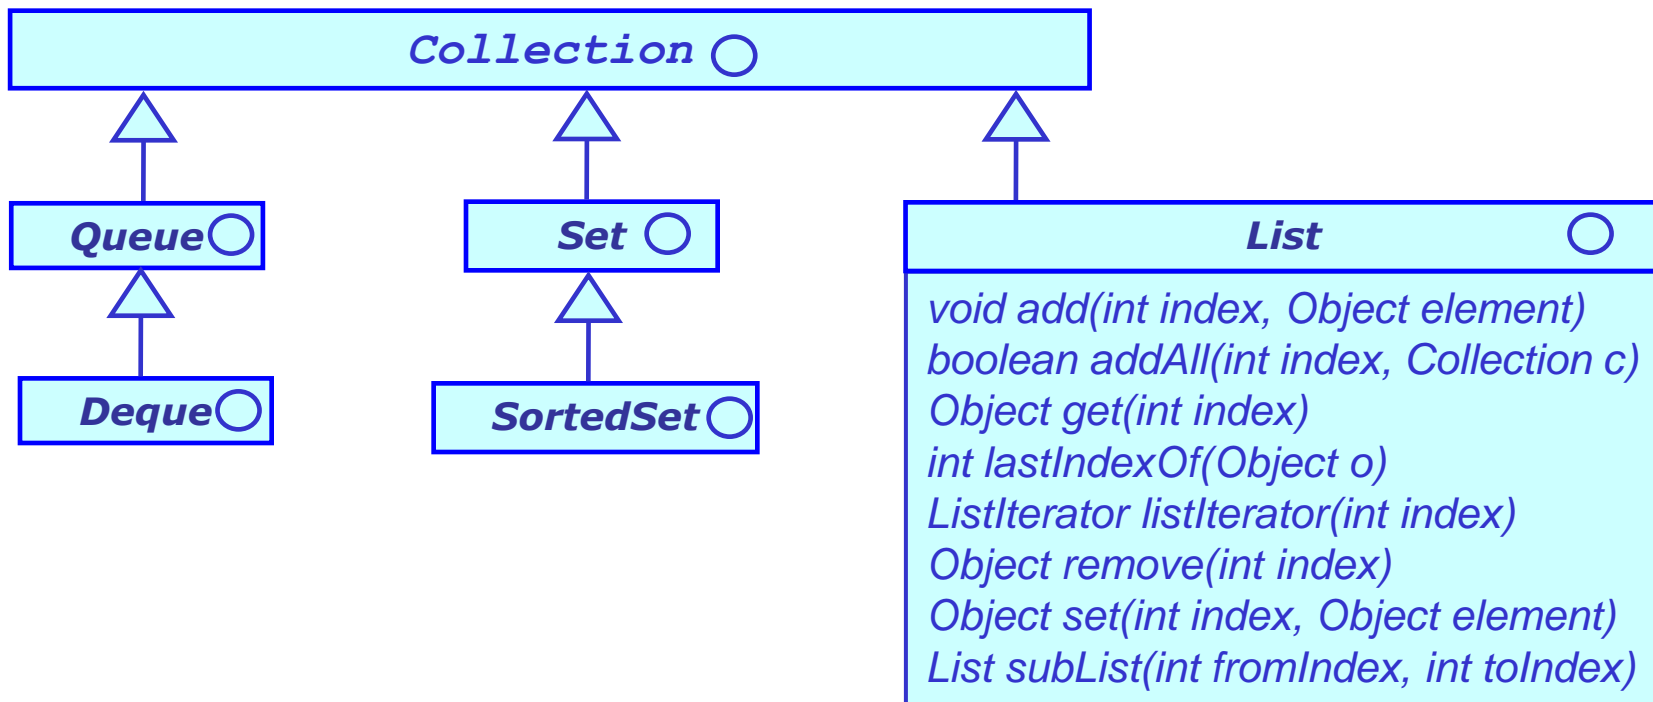 Collection
Queue
Set
List
Deque
SortedSet
void add(int index, Object element)
boolean addAll(int index, Collection c)
Object get(int index)
int lastIndexOf(Object o)
ListIterator listIterator(int index)
Object remove(int index)
Object set(int index, Object element)
List subList(int fromIndex, int toIndex)